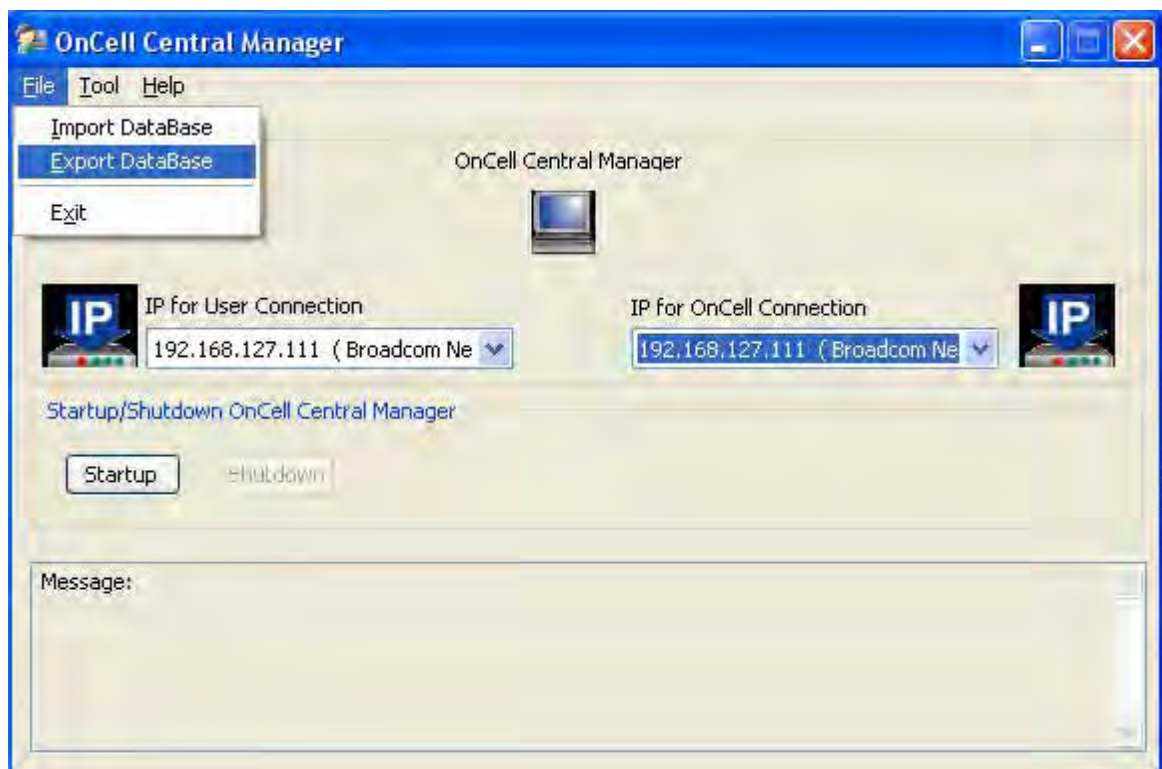 OnCell Central Manager
File Tool Help
Import DataBase
Export DataBase
Exit
OnCell Central Manager
IP IP for User Connection
192.168.127.111 ( Broadcom Ne
IP for OnCell Connection IP
192.168.127.111 ( Broadcom Ne
Startup/Shutdown OnCell Central Manager
Startup Shutdown
Message: